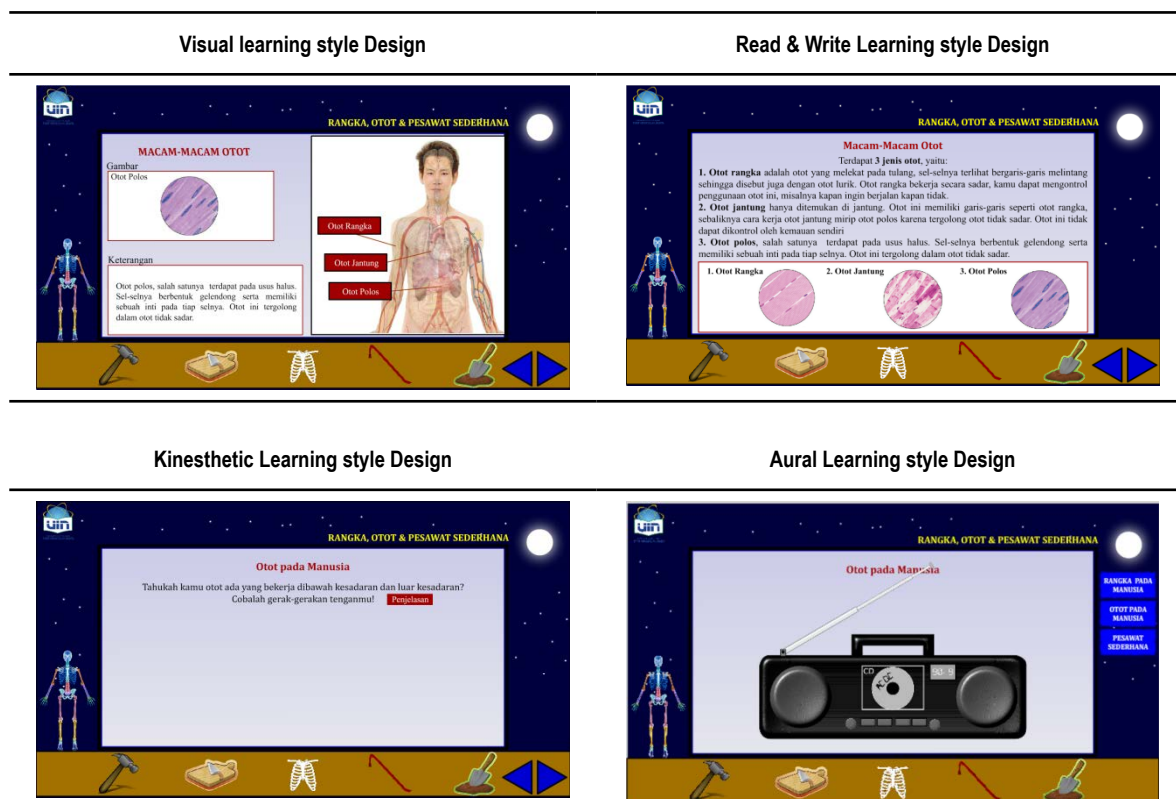 Visual learning style Design
Read & Write Learning style Design
uin
RANGKA, OTOT & PESAWAT SEDERHANA
MACAM-MACAM OTOT
Gambar
Otot Polos
Keterangan
Otot polos, salah satunya terdapat pada usus halus.
Sel-selnya berbentuk gelendong serta memiliki
sebuah inti pada tiap selnya. Otot ini tergolong
dalam otot tidak sadar.
Otot Rangka
Otot Jantung
Otot Polos
uin
RANGKA, OTOT & PESAWAT SEDERHANA
Macam-Macam Otot
Terdapat 3 jenis otot, yaitu:
1. Otot rangka adalah otot yang melekat pada tulang, sel-selnya terlihat bergaris-garis melintang
sehingga disebut juga dengan otot lurik. Otot rangka bekerja secara sadar, kamu dapat mengontrol
penggunaan otot ini, misalnya kapan ingin berjalan kapan tidak.
2. Otot jantung hanya ditemukan di jantung. Otot ini memiliki garis-garis seperti otot rangka,
sebaliknya cara kerja otot jantung mirip otot polos karena tergolong otot tidak sadar. Otot ini tidak
dapat dikontrol oleh kemauan sendiri
3. Otot polos, salah satunya terdapat pada usus halus. Sel-selnya berbentuk gelendong serta
memiliki sebuah inti pada tiap selnya. Otot ini tergolong dalam otot tidak sadar.
1. Otot Rangka
2. Otot Jantung
3. Otot Polos
Kinesthetic Learning style Design
Aural Learning style Design
uin
RANGKA, OTOT & PESAWAT SEDERHANA
Otot pada Manusia
Tahukah kamu otot ada yang bekerja dibawah kesadaran dan luar kesadaran?
Cobalah gerak-gerakan tenganmu! Penjelasan
uin
RANGKA, OTOT & PESAWAT SEDERHANA
Otot pada Manusia
CD
ACDC
90 9
RANGKA PADA
MANUSIA
OTOT PADA
MANUSIA
PESAWAT
SEDERHANA